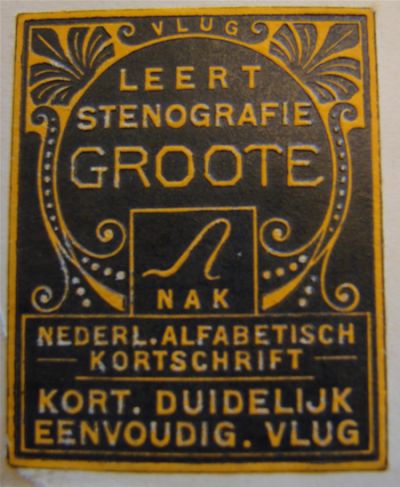 VLUG
LEERT
STENOGRAFIE
GROOTE
NAK
NEDERL. ALFABETISCH
KORTSCHRIFT
KORT. DUIDELIJK
EENVOUDIG. VLUG